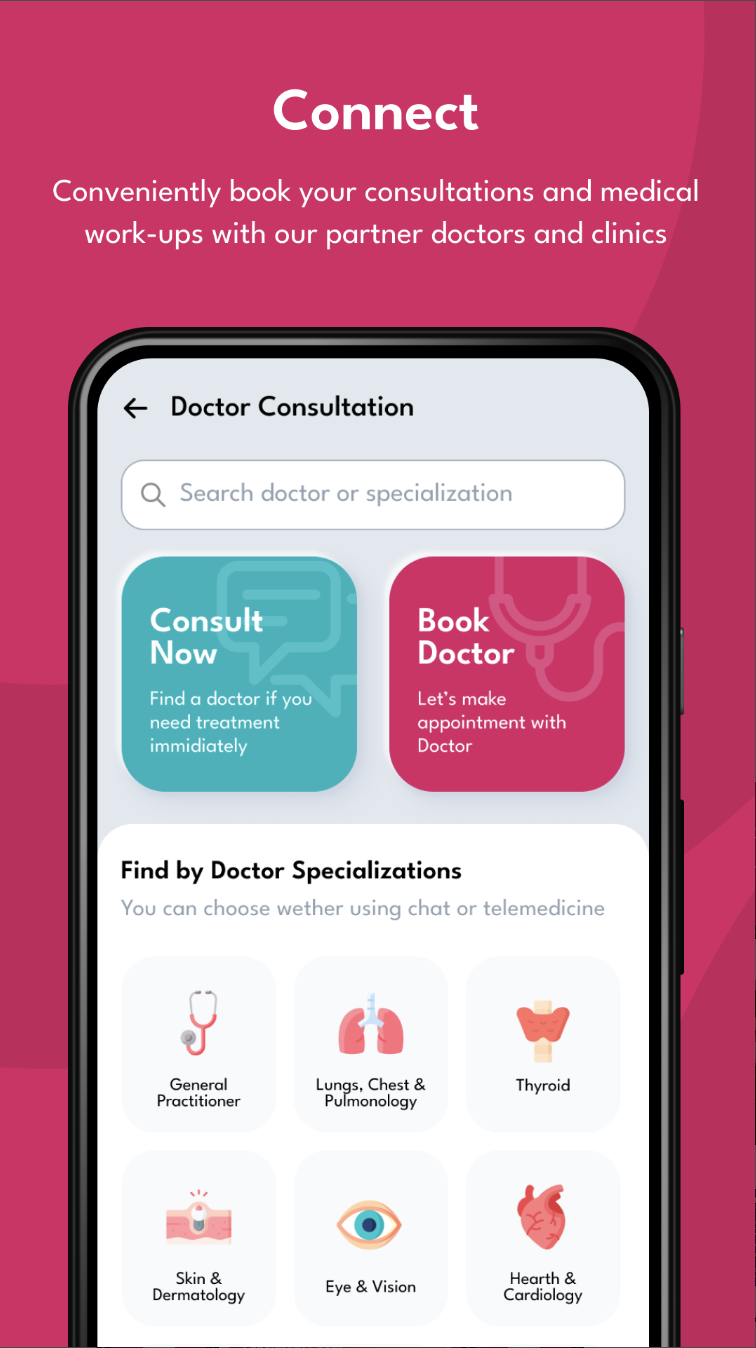 Connect
Conveniently book your consultations and medical
work-ups with our partner doctors and clinics
Doctor Consultation
Search doctor or specialization
Consult
Now
Find a doctor if you
need treatment
immidiately
Book
Doctor
Let's make
appointment with
Doctor
Find by Doctor Specializations
You can choose wether using chat or telemedicine
General
Practitioner
Lungs, Chest &
Pulmonology
Thyroid
Skin &
Dermatology
Eye & Vision
Hearth &
Cardiology